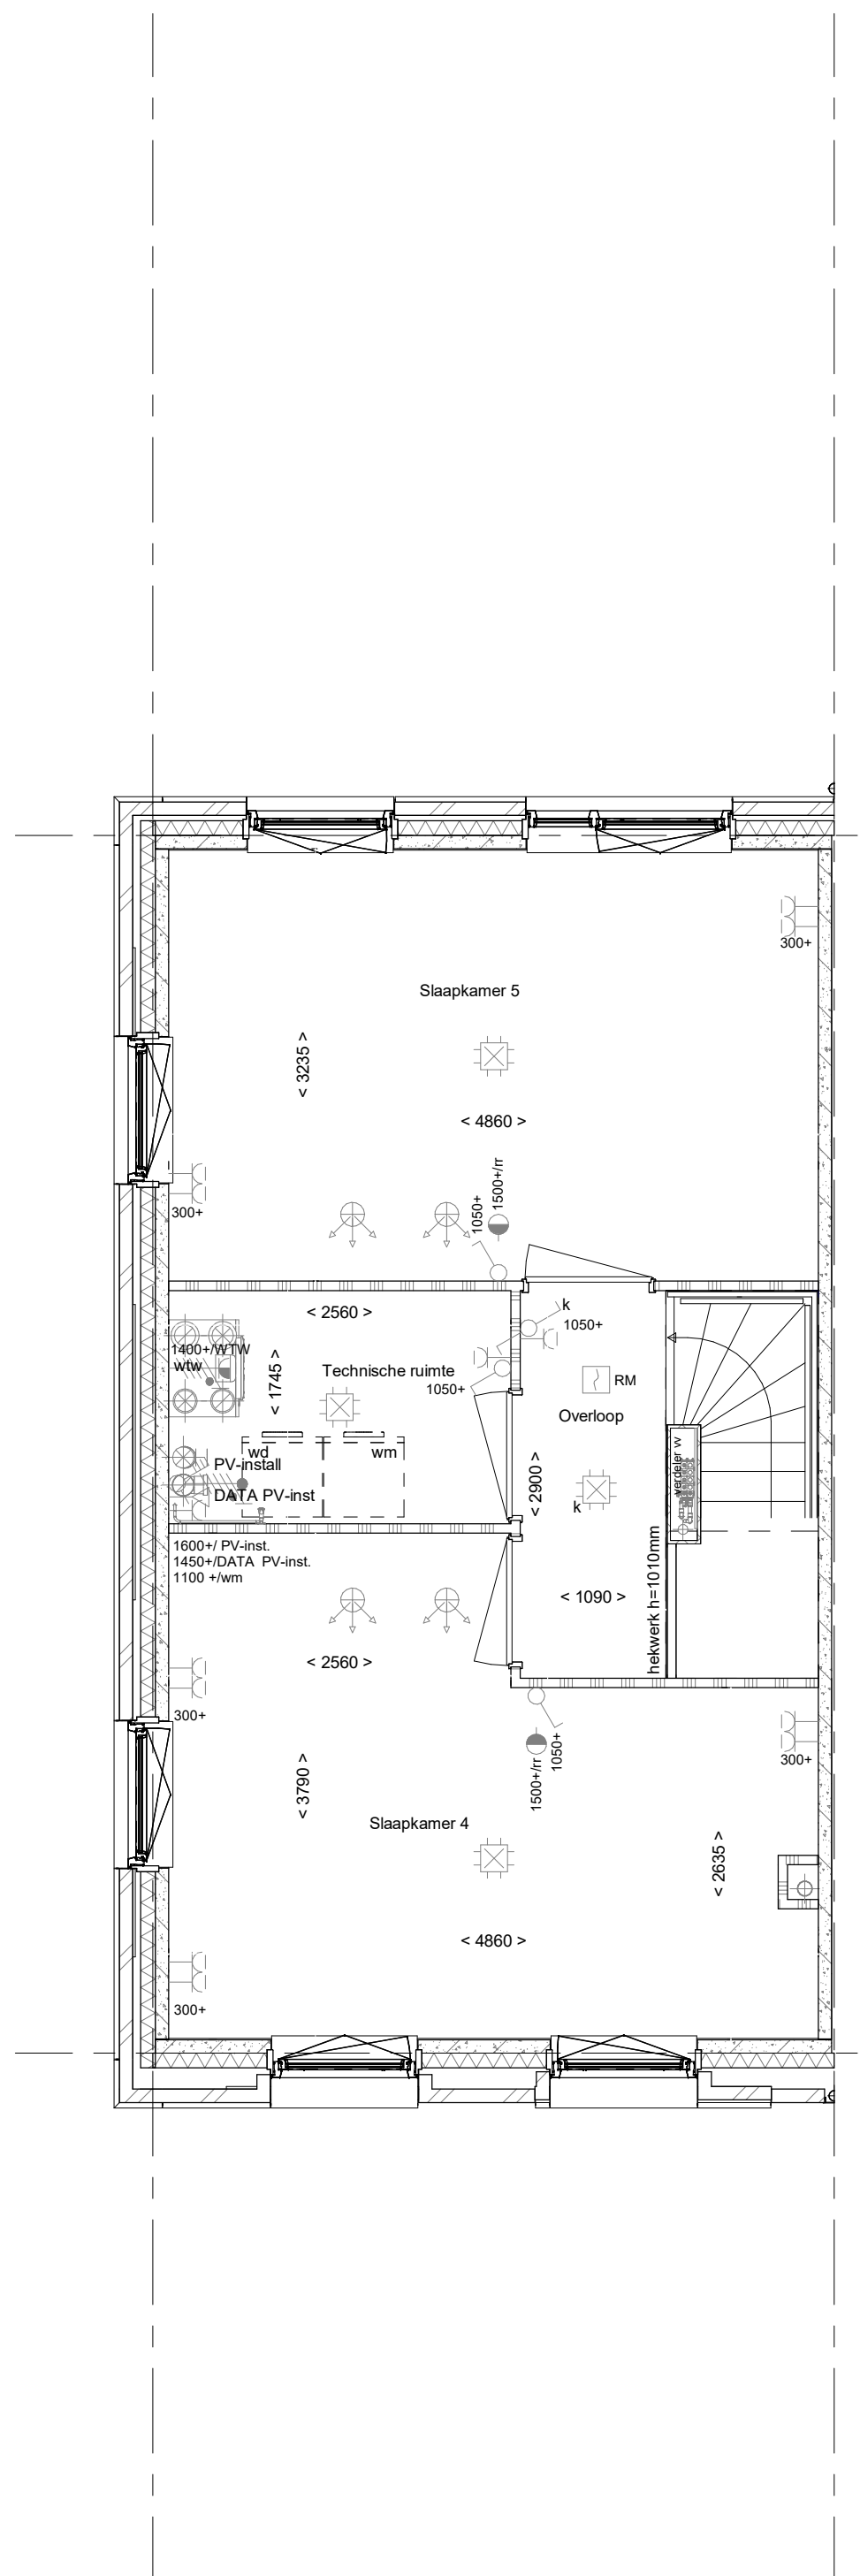 300+
Slaapkamer 5
< 3235 >
< 4860 >
1500+/rr
1050+
300+
< 2560 >
k
1050+
1400+/WTW
wtw
< 1745 >
Technische ruimte
1050+
RM
Overloop
wd
wm
PV-install
DATA PV-inst
< 2900 >
verdeler vv
k
1600+/ PV-inst.
1450+/DATA PV-inst.
1100 +/wm
hekwerk h=1010mm
< 1090 >
< 2560 >
300+
1500+/rr
1050+
300+
< 3790 >
Slaapkamer 4
< 2635 >
< 4860 >
300+